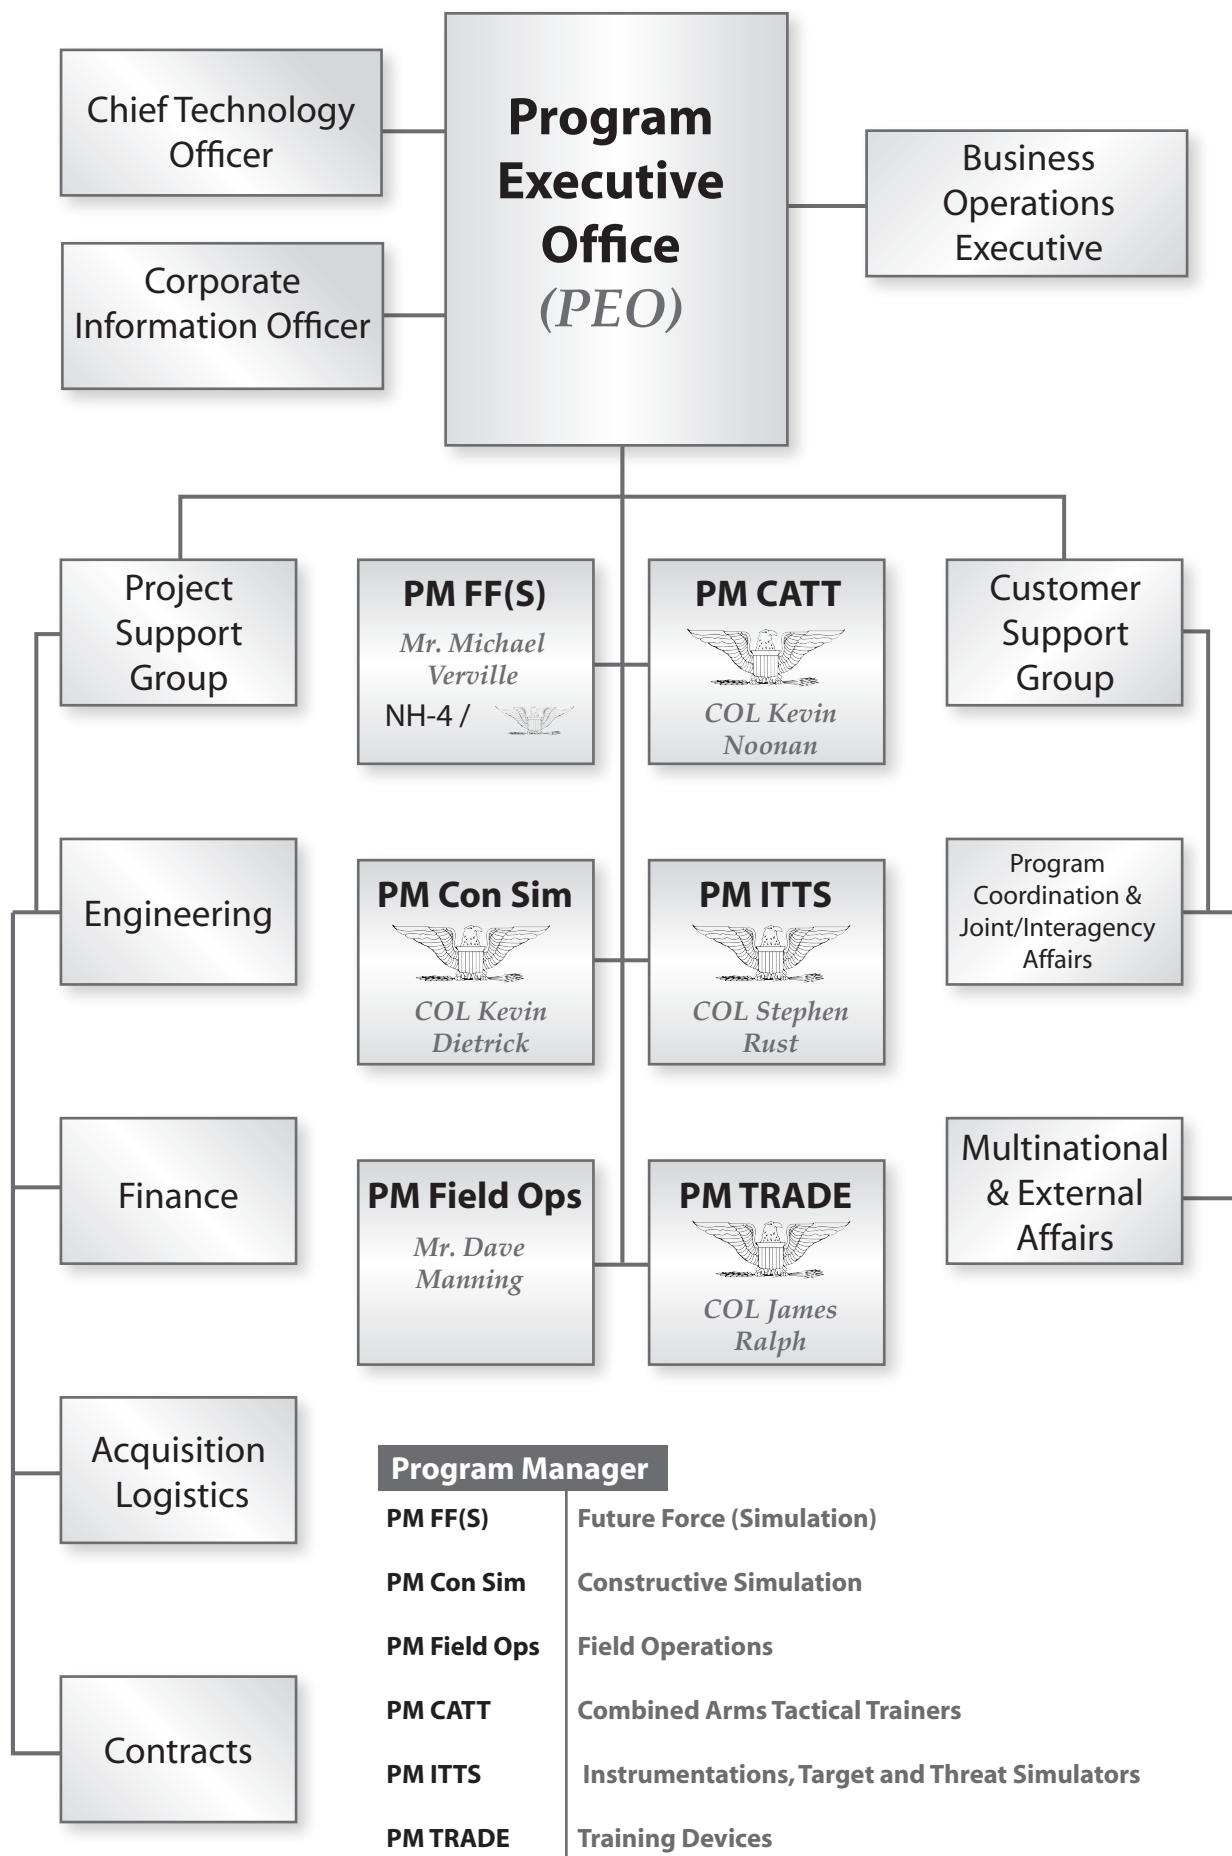 Program
Executive
Office
(PEO)
Chief Technology
Officer
Corporate
Information Officer
Business
Operations
Executive
Project
Support
Group
PM FF(S)
Mr. Michael
Verville
NH-4 /
PM CATT
COL Kevin
Noonan
Customer
Support
Group
Engineering
PM Con Sim
COL Kevin
Dietrick
PM ITTS
COL Stephen
Rust
Program
Coordination &
Joint/Interagency
Affairs
Finance
PM Field Ops
Mr. Dave
Manning
PM TRADE
COL James
Ralph
Multinational
& External
Affairs
Acquisition
Logistics
Contracts
Program Manager
PM FF(S) Future Force (Simulation)
PM Con Sim Constructive Simulation
PM Field Ops Field Operations
PM CATT Combined Arms Tactical Trainers
PM ITTS Instrumentations, Target and Threat Simulators
PM TRADE Training Devices